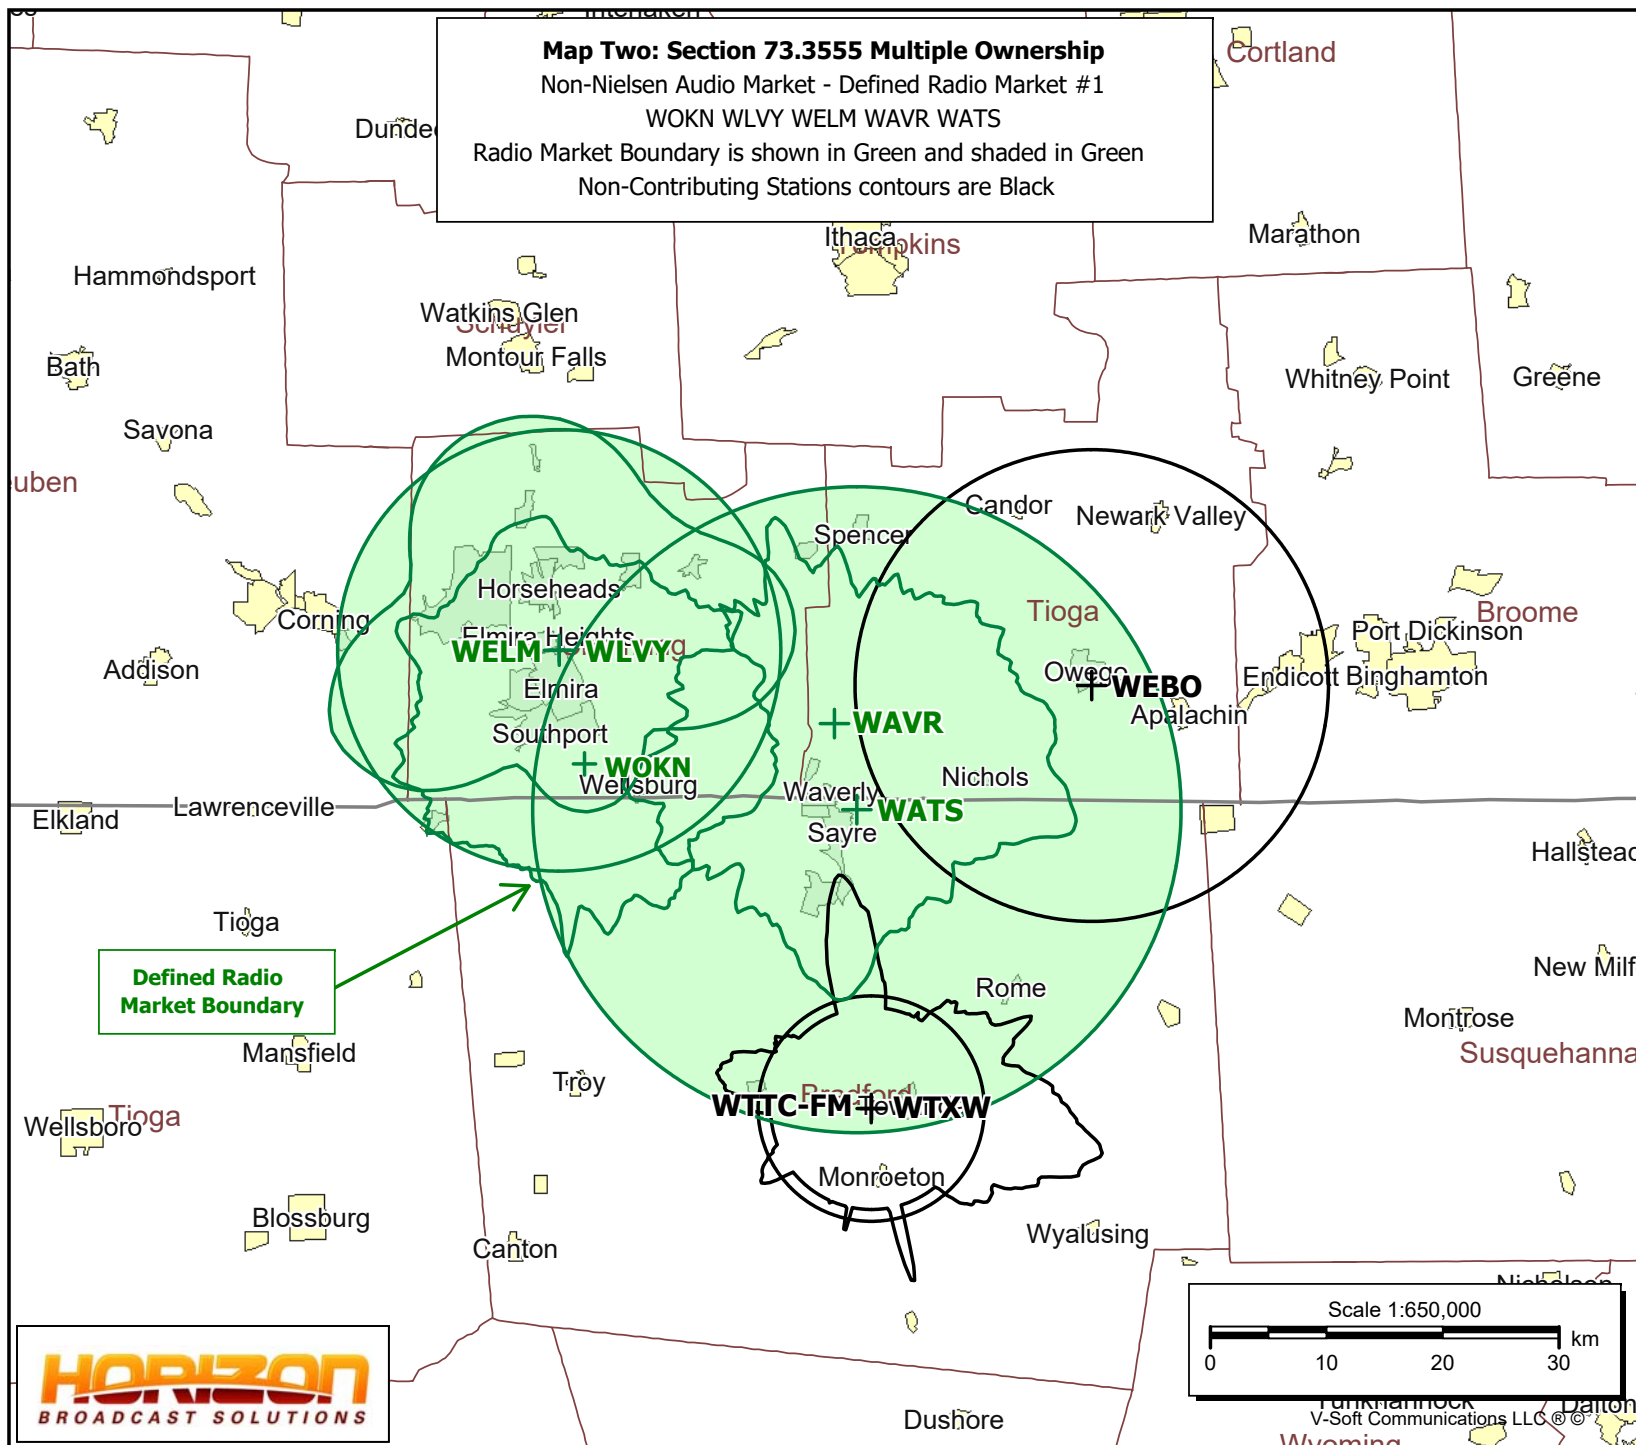 Map Two: Section 73.3555 Multiple Ownership
Non-Nielsen Audio Market - Defined Radio Market #1
WOKN WLVY WELM WAVR WATS
Radio Market Boundary is shown in Green and shaded in Green
Non-Contributing Stations contours are Black
Cortland
Ithaca
Marathon
Hammondsport
Watkins Glen
Schuyler
Montour Falls
Bath
Whitney Point
Greene
Savona
Candor
Newark Valley
Spencer
Horseheads
Corning
Tioga
Broome
Port Dickinson
Elmira Heights
WELM
WLVY
Addison
Owego
WEBO
Endicott
Binghamton
Elmira
Apalachin
WAVR
Southport
WOKN
Wellsburg
Nichols
Waverly
WATS
Sayre
Elkland
Lawrenceville
Tioga
Defined Radio
Market Boundary
Rome
Montrose
Mansfield
Susquehanna
Troy
Bradford
WTTC-FM
WTXW
Wellsboro
Tioga
Monroeton
Blossburg
Canton
Wyalusing
Scale 1:650,000
km
0 10 20 30
HORIZON
BROADCAST SOLUTIONS
Dushore
V-Soft Communications LLC ® ©